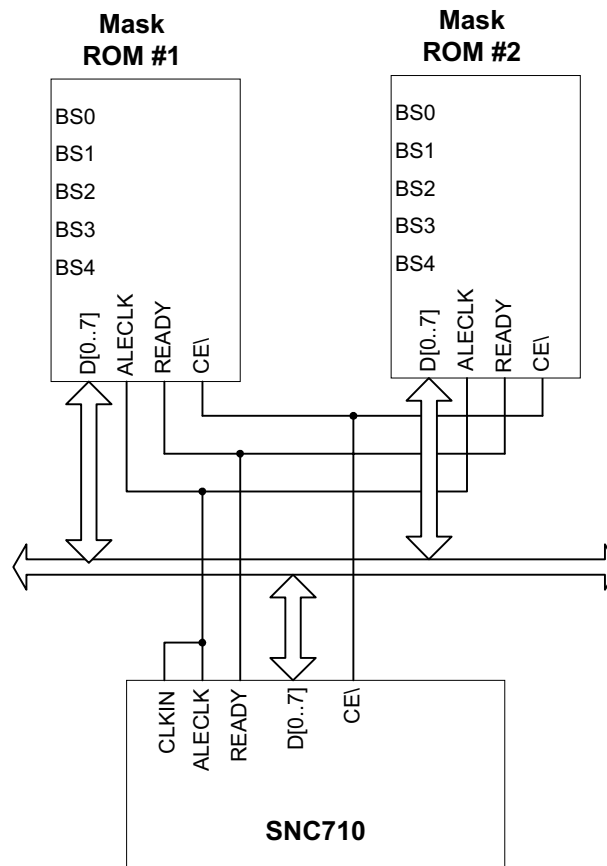 Mask
ROM #1
BS0
BS1
BS2
BS3
BS4
D[0..7]
ALECLK
READY
CE\
Mask
ROM #2
BS0
BS1
BS2
BS3
BS4
D[0..7]
ALECLK
READY
CE\
CLKIN
ALECLK
READY
D[0..7]
CE\
SNC710